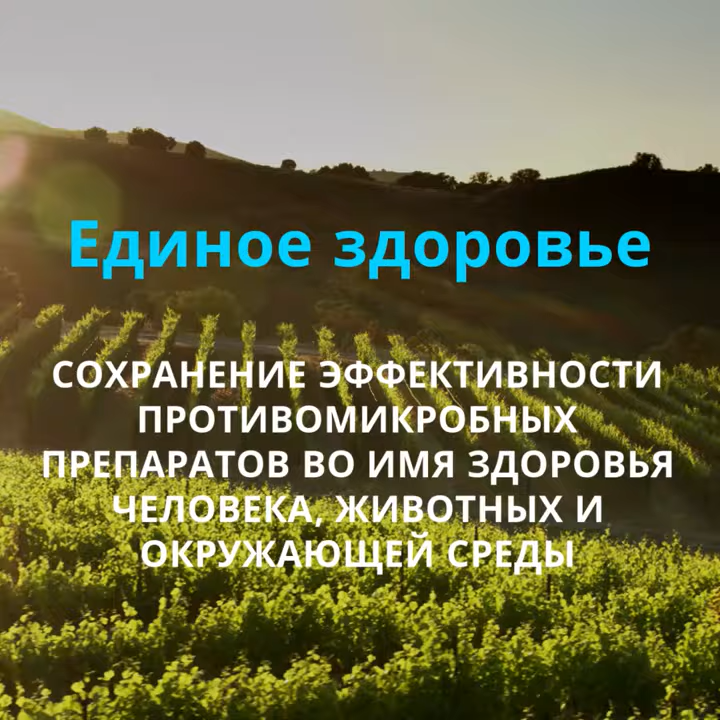 Единое здоровье
СОХРАНЕНИЕ ЭФФЕКТИВНОСТИ
ПРОТИВОМИКРОБНЫХ
ПРЕПАРАТОВ ВО ИМЯ ЗДОРОВЬЯ
ЧЕЛОВЕКА, ЖИВОТНЫХ И
ОКРУЖАЮЩЕЙ СРЕДЫ